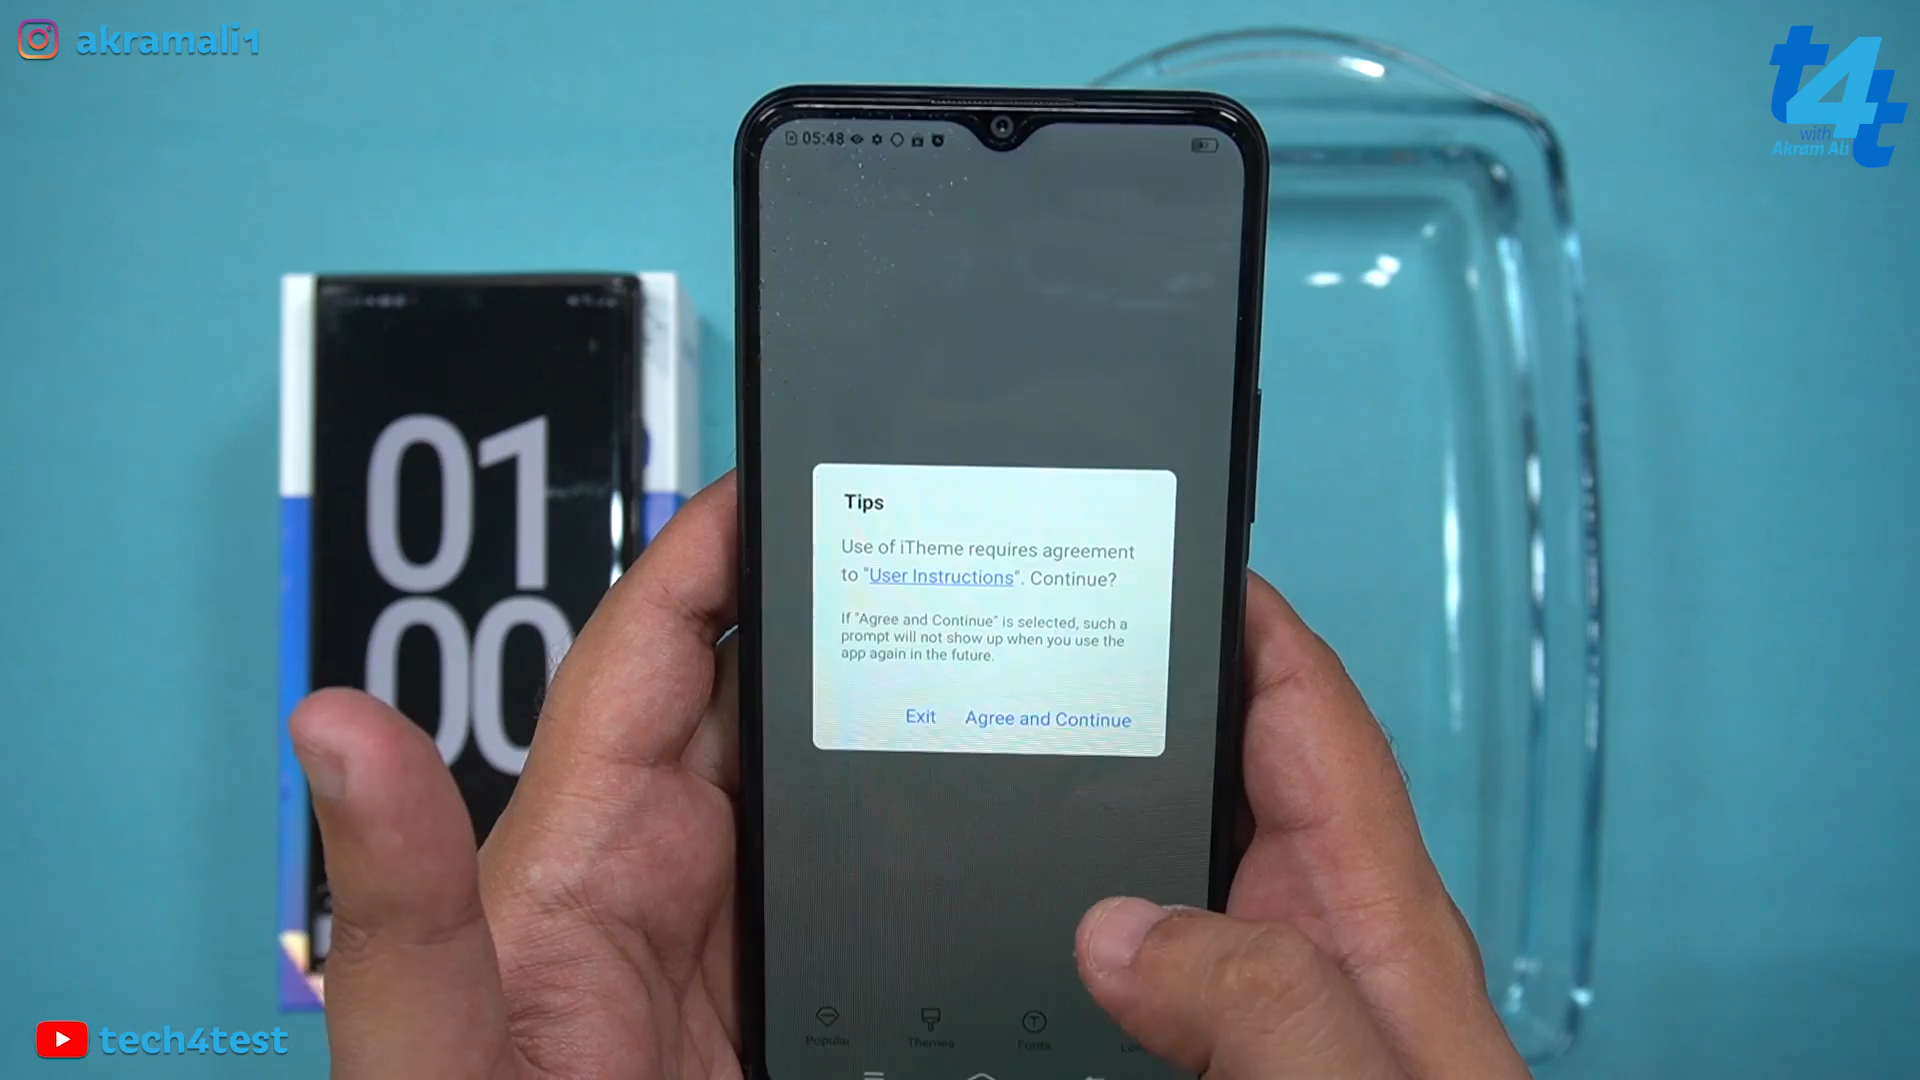 akramali1
t4t
with
Akram Ali
05:48
01
00
Tips
Use of iTheme requires agreement
to "User Instructions". Continue?
If "Agree and Continue" is selected, such a
prompt will not show up when you use the
app again in the future.
Exit
Agree and Continue
Popular
Themes
Fonts
tech4test